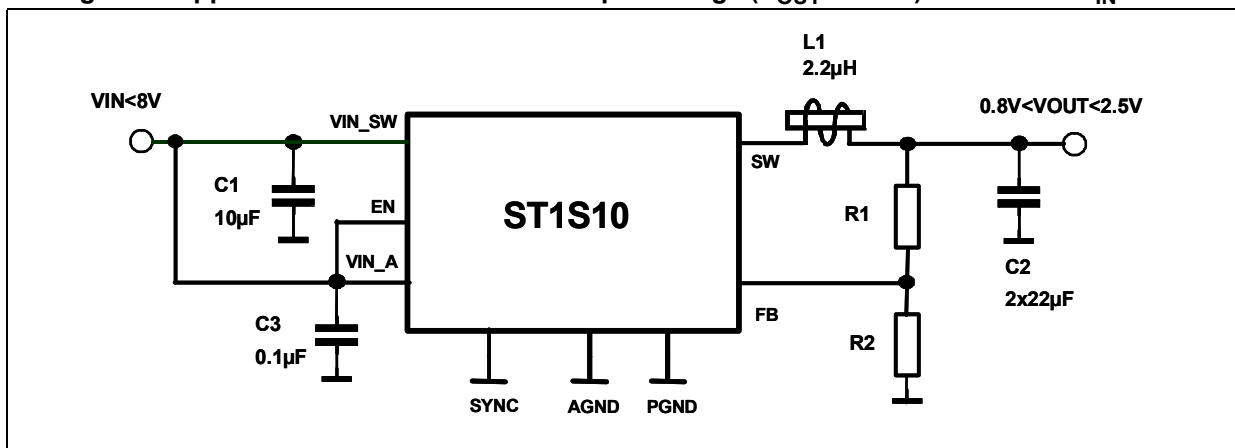 L1
2.2µH
VIN<8V
0.8V<VOUT<2.5V
VIN_SW
SW
C1
10µF
EN
ST1S10
R1
VIN_A
C2
2x22µF
FB
C3
0.1µF
R2
SYNC
AGND
PGND